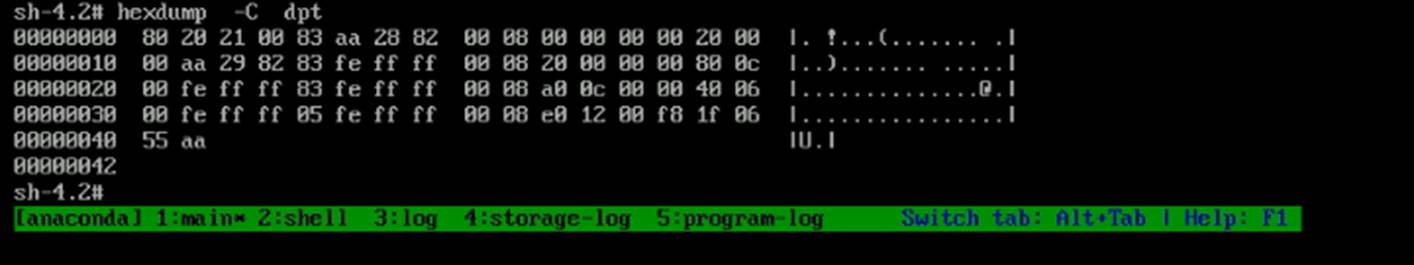 sh-4.2# hexdump  -C  dpt
00000000  80 20 21 00 83 aa 28 82  00 08 00 00 00 00 20 00  |. !...(....... .|
00000010  00 aa 29 82 83 fe ff ff  00 08 20 00 00 00 80 0c  |..)....... .....|
00000020  00 fe ff ff 83 fe ff ff  00 08 a0 0c 00 00 40 06  |..............@.|
00000030  00 fe ff ff 05 fe ff ff  00 08 e0 12 00 f8 1f 06  |................|
00000040  55 aa                                             |U.|
00000042
sh-4.2#
[anaconda] 1:main* 2:shell  3:log  4:storage-log  5:program-log        Switch tab: Alt+Tab | Help: F1